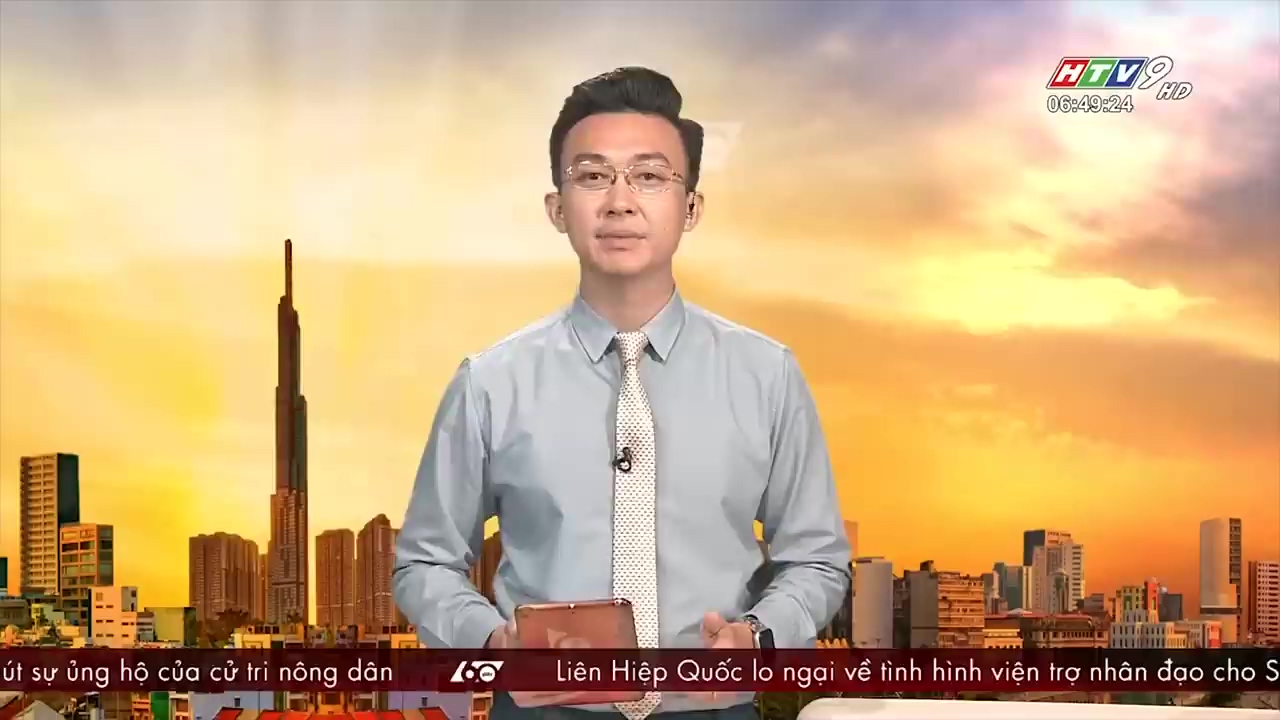 HTV9 HD
06:49:24
út sự ủng hộ của cử tri nông dân 60 Liên Hiệp Quốc lo ngại về tình hình viện trợ nhân đạo cho S